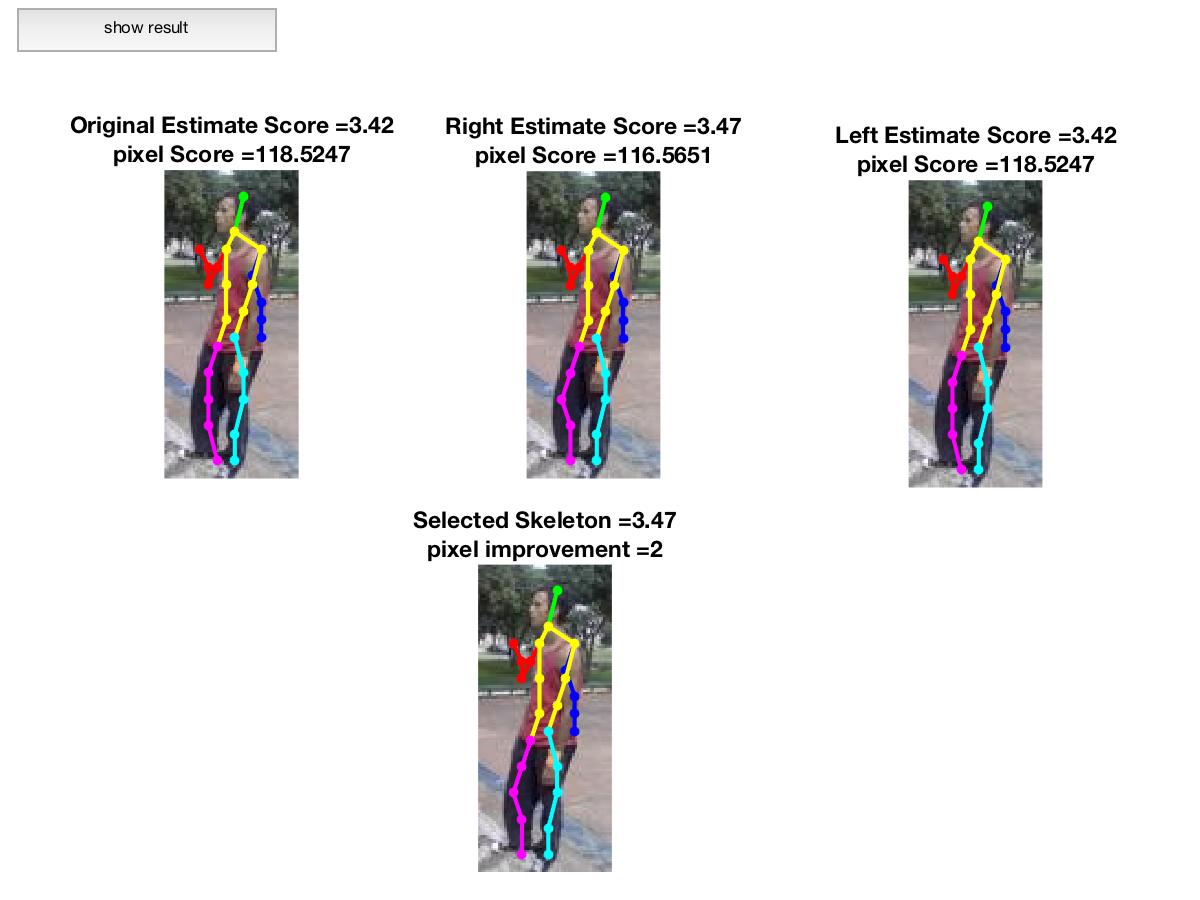 show result
Original Estimate Score =3.42
pixel Score =118.5247
Right Estimate Score =3.47
pixel Score =116.5651
Left Estimate Score =3.42
pixel Score =118.5247
Selected Skeleton =3.47
pixel improvement =2